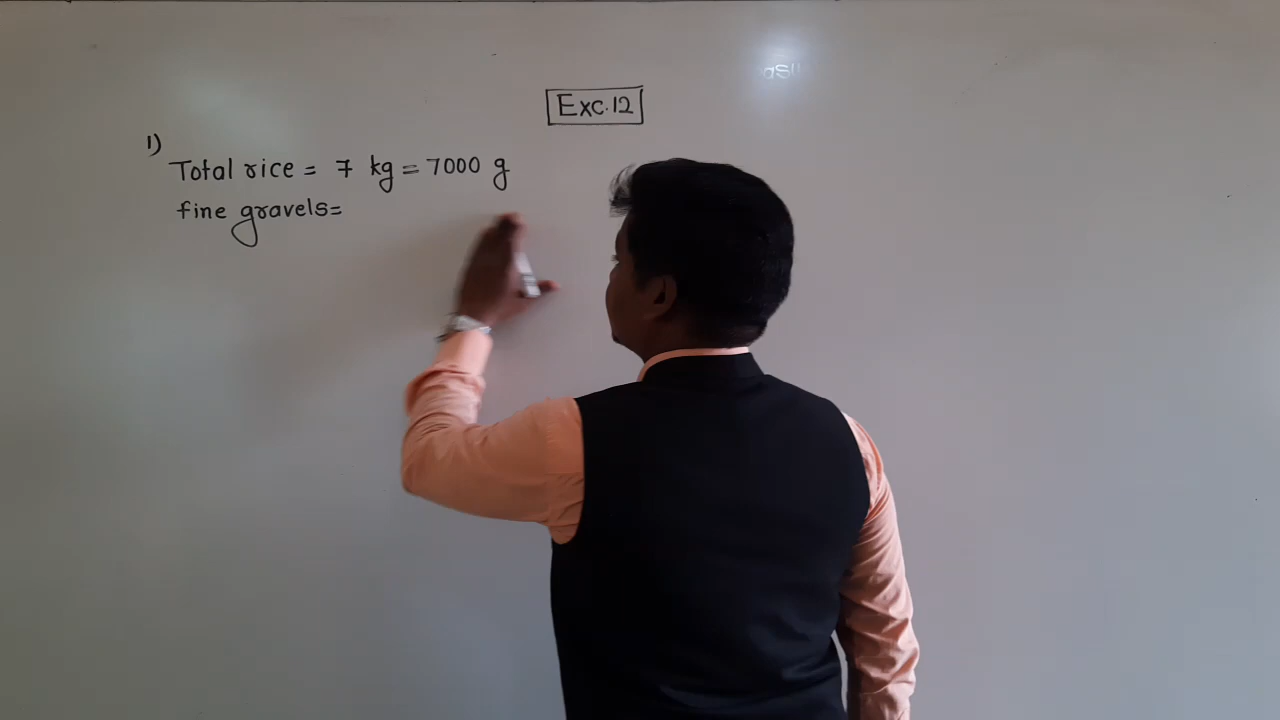 Exc.12
1)
Total rice = 7 kg = 7000 g
fine gravels=